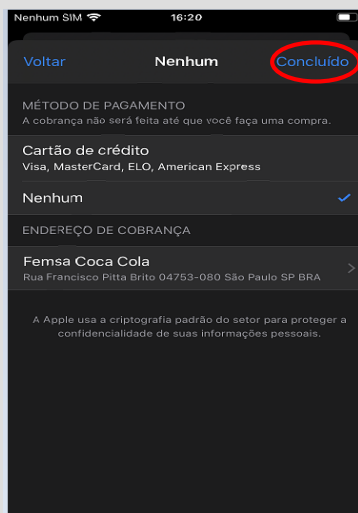 Nenhum SIM 16:20
Voltar Nenhum Concluído
MÉTODO DE PAGAMENTO
A cobrança não será feita até que você faça uma compra.
Cartão de crédito
Visa, MasterCard, ELO, American Express
Nenhum
ENDEREÇO DE COBRANÇA
Femsa Coca Cola
Rua Francisco Pitta Brito 04753-080 São Paulo SP BRA
A Apple usa a criptografia padrão do setor para proteger a
confidencialidade de suas informações pessoais.